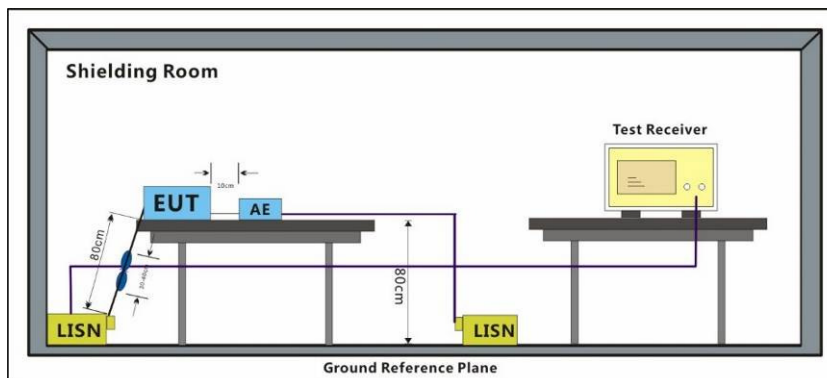 Shielding Room
Test Receiver
10cm
EUT
AE
80cm
80cm
LISN
LISN
Ground Reference Plane